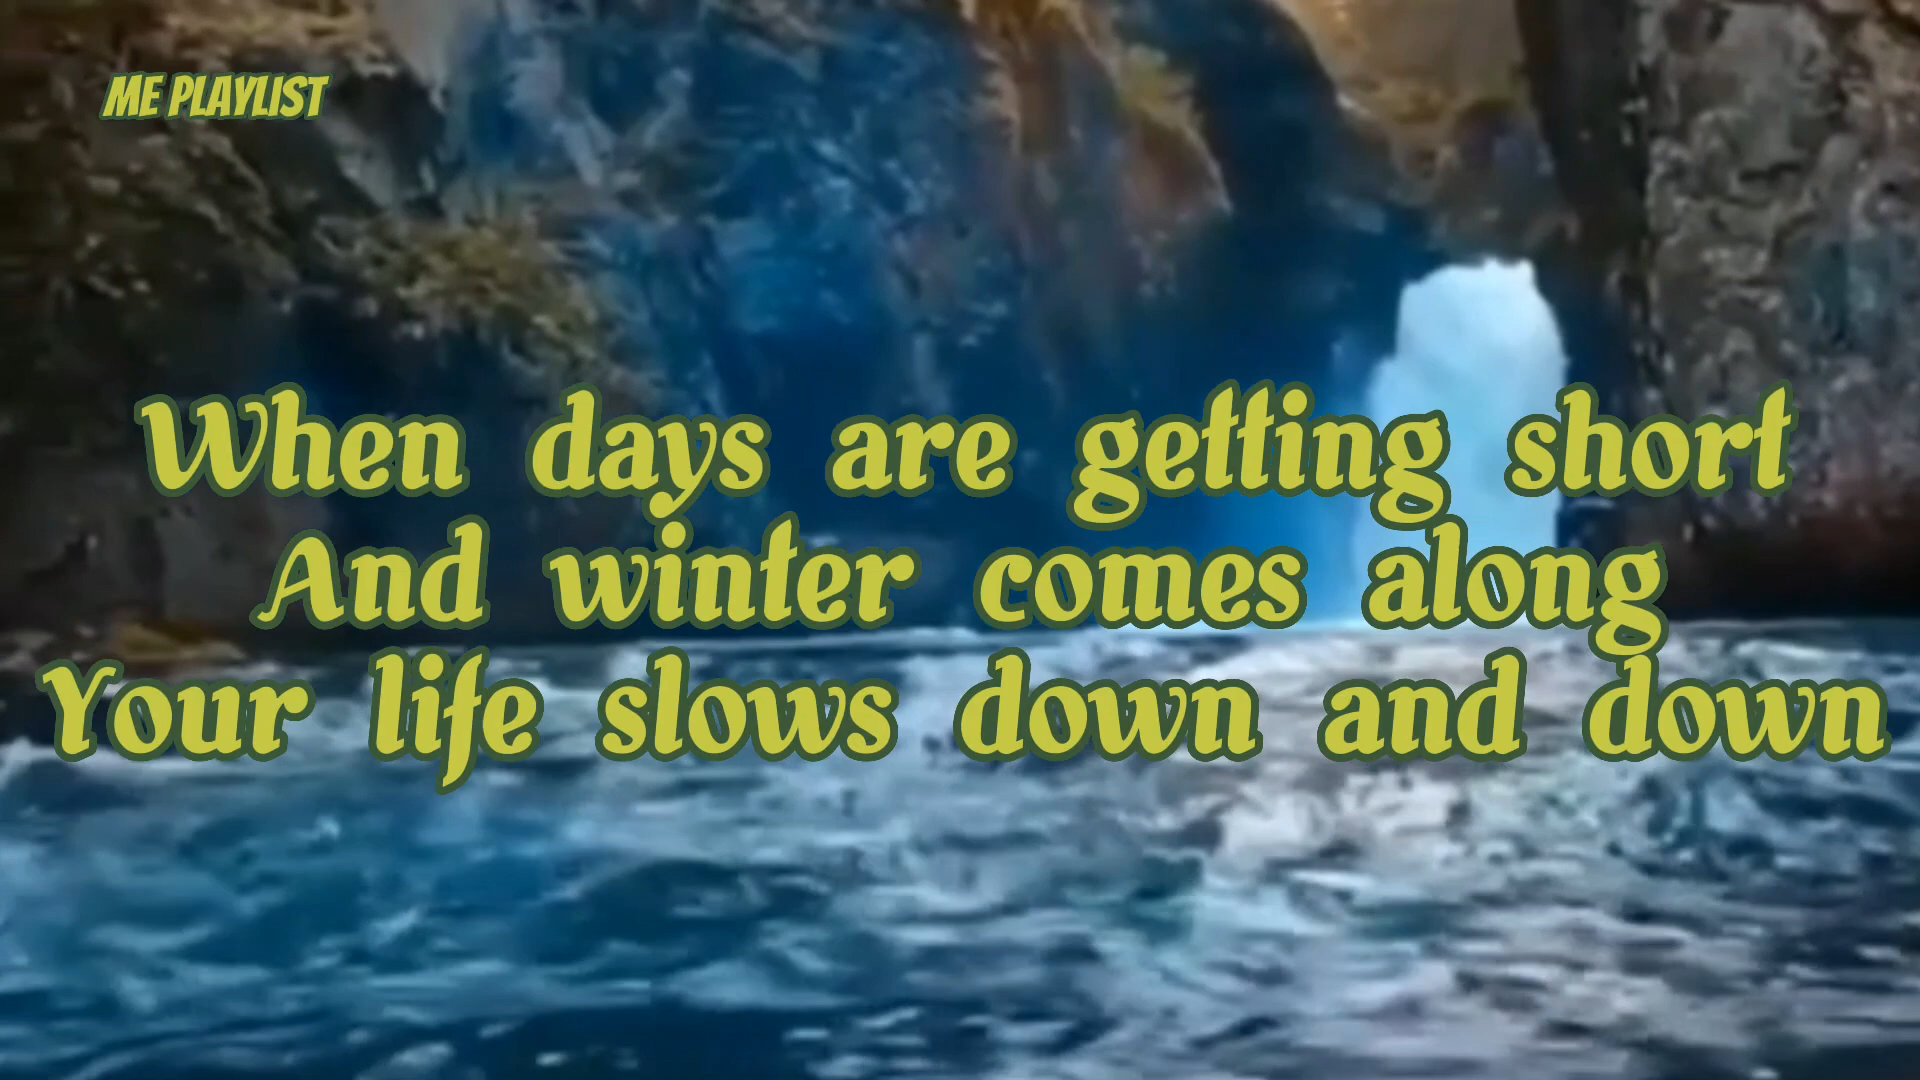 ME PLAYLIST
When days are getting short
And winter comes along
Your life slows down and down